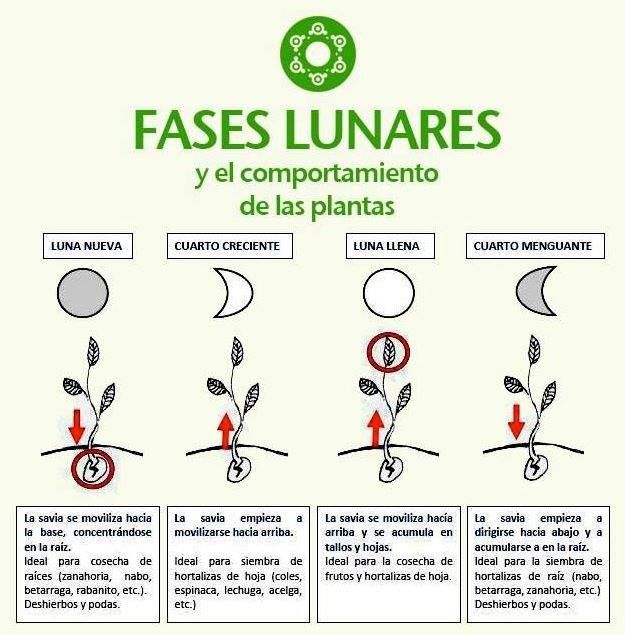 FASES LUNARES
y el comportamiento
de las plantas
LUNA NUEVA
CUARTO CRECIENTE
LUNA LLENA
CUARTO MENGUANTE
La savia se moviliza hacia
la base, concentrándose
en la raíz.
Ideal para cosecha de
raíces (zanahoria, nabo,
betarraga, rabanito, etc.).
Deshierbos y podas.
La savia empieza a
movilizarse hacia arriba.
Ideal para siembra de
hortalizas de hoja (coles,
espinaca, lechuga, acelga,
etc.)
La savia se moviliza hacía
arriba y se acumula en
tallos y hojas.
Ideal para la cosecha de
frutos y hortalizas de hoja.
La savia empieza a
dirigirse hacia abajo y a
acumularse a en la raíz.
Ideal para la siembra de
hortalizas de raíz (nabo,
betarraga, zanahoria, etc.)
Deshierbos y podas.